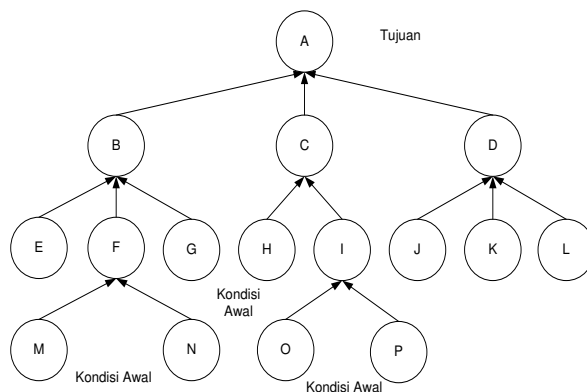 A
Tujuan
B
C
D
E
F
G
H
I
J
K
L
Kondisi
Awal
M
N
O
P
Kondisi Awal
Kondisi Awal